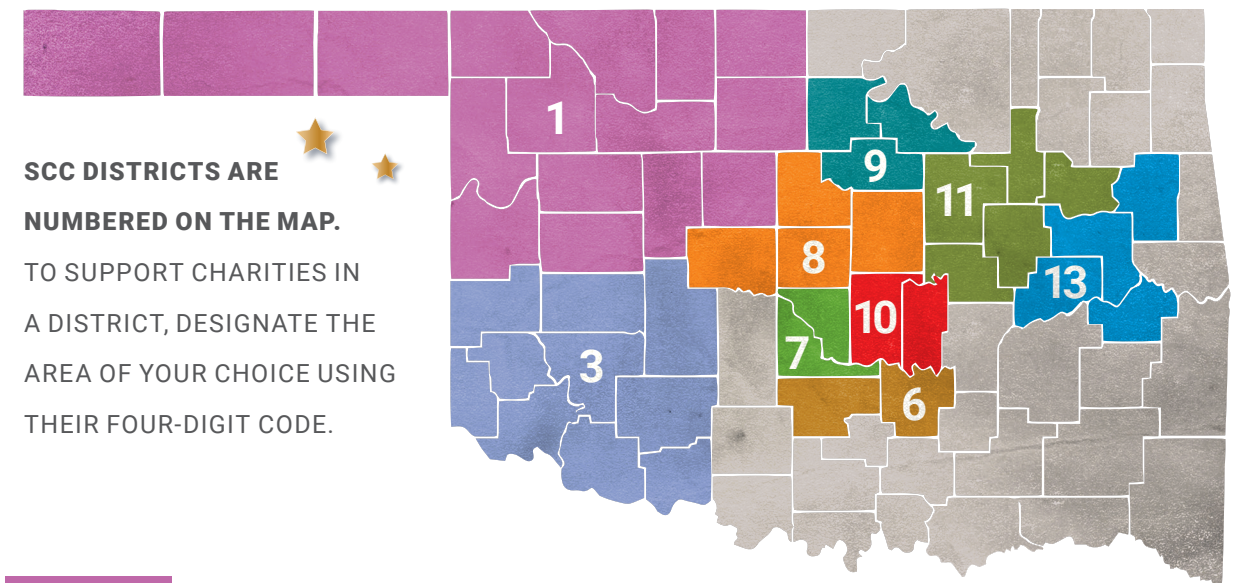 SCC DISTRICTS ARE
NUMBERED ON THE MAP.
TO SUPPORT CHARITIES IN
A DISTRICT, DESIGNATE THE
AREA OF YOUR CHOICE USING
THEIR FOUR-DIGIT CODE.
1
9
11
8
13
10
7
3
6